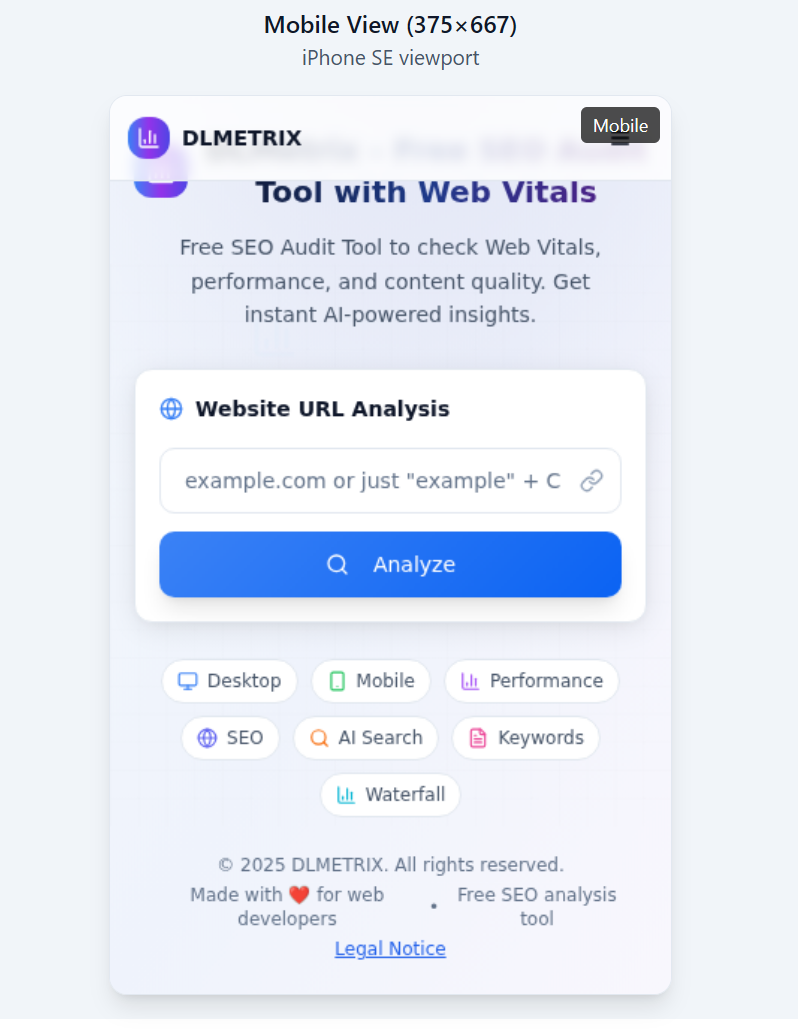 Mobile View (375×667)
iPhone SE viewport
DLMETRIX
Mobile
Tool with Web Vitals
Free SEO Audit Tool to check Web Vitals,
performance, and content quality. Get
instant AI-powered insights.
Website URL Analysis
example.com or just "example" + C
Analyze
Desktop
Mobile
Performance
SEO
AI Search
Keywords
Waterfall
© 2025 DLMETRIX. All rights reserved.
Made with ❤️ for web
developers
•
Free SEO analysis
tool
Legal Notice